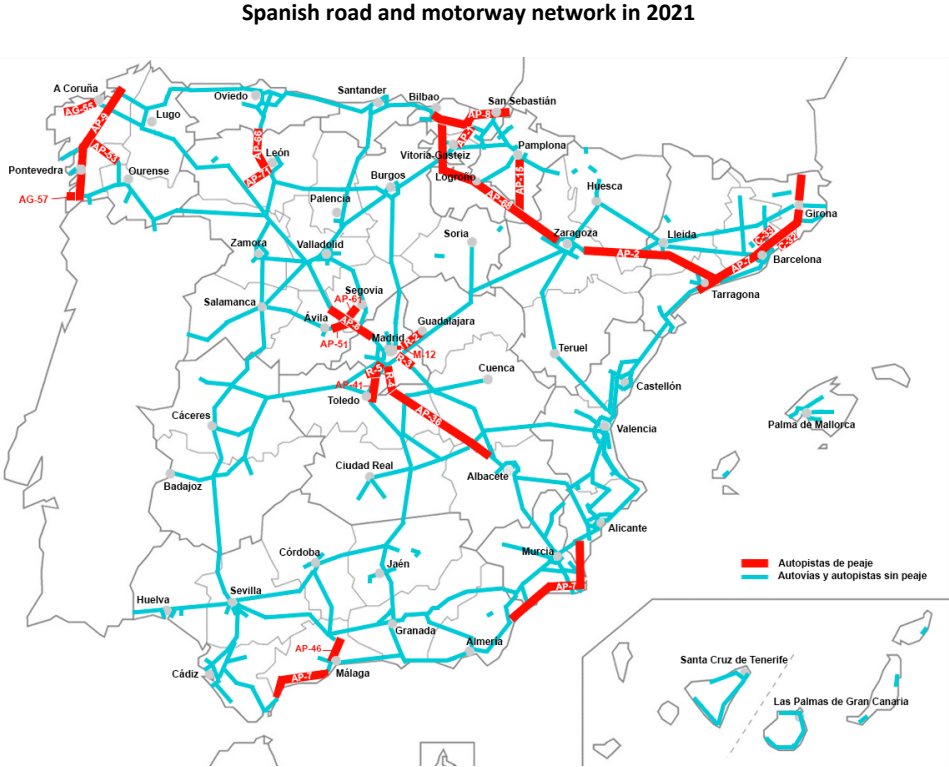 Spanish road and motorway network in 2021
A Coruña
AG-55
AP-9
Lugo
Oviedo
Santander
Bilbao
San Sebastián
AP-8
AP-1
AP-53
AP-66
León
AP-71
Vitoria-Gasteiz
Pamplona
Pontevedra
Ourense
Burgos
Logroño
AP-15
AP-68
Huesca
AG-57
Palencia
Girona
Soria
Zaragoza
Lleida
C-33
C-32
Zamora
Valladolid
AP-2
AP-7
Barcelona
Tarragona
Salamanca
Segovia
AP-61
Ávila
AP-6
AP-51
Guadalajara
Madrid
R-2
M-12
R-3
Teruel
R-5
R-4
Cuenca
AP-41
Toledo
Castellón
Cáceres
AP-36
Valencia
Palma de Mallorca
Ciudad Real
Badajoz
Albacete
Alicante
Córdoba
Jaén
Murcia
Autopistas de peaje
Autovías y autopistas sin peaje
AP-7
Huelva
Sevilla
Granada
Almería
AP-46
Cádiz
AP-7
Málaga
Santa Cruz de Tenerife
Las Palmas de Gran Canaria